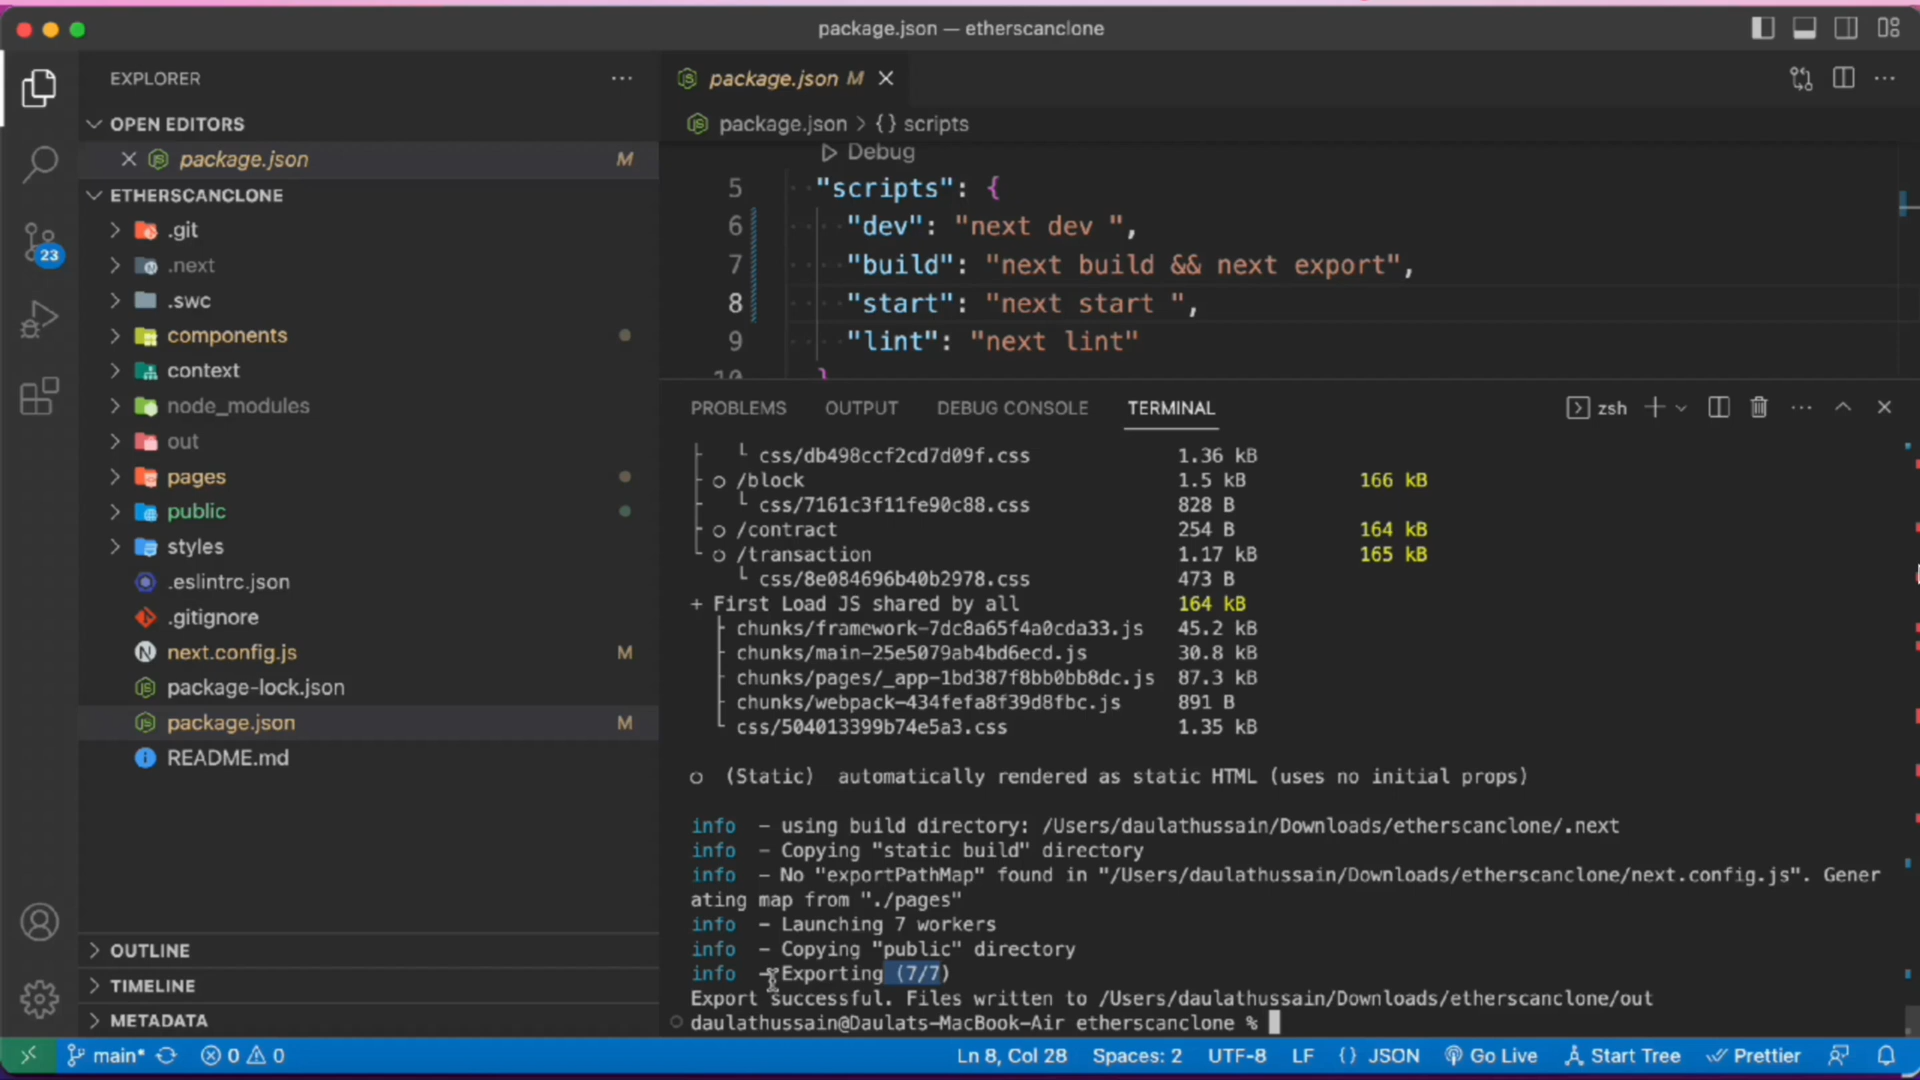 package.json — etherscanclone
EXPLORER
OPEN EDITORS
package.json M
ETHERSCANCLONE
.git
.next
23
.swc
components
context
node_modules
out
pages
public
styles
.eslintrc.json
.gitignore
next.config.js M
package-lock.json
package.json M
README.md
OUTLINE
TIMELINE
METADATA
package.json M
package.json > {} scripts
Debug
5 "scripts": {
6 "dev": "next dev ",
7 "build": "next build && next export",
8 "start": "next start ",
9 "lint": "next lint"
10 }
PROBLEMS OUTPUT DEBUG CONSOLE TERMINAL zsh
└ css/db498ccf2cd7d09f.css 1.36 kB
├ ○ /block 1.5 kB 166 kB
├ └ css/7161c3f11fe90c88.css 828 B
├ ○ /contract 254 B 164 kB
└ ○ /transaction 1.17 kB 165 kB
└ css/8e084696b40b2978.css 473 B
+ First Load JS shared by all 164 kB
├ chunks/framework-7dc8a65f4a0cda33.js 45.2 kB
├ chunks/main-25e5079ab4bd6ecd.js 30.8 kB
├ chunks/pages/_app-1bd387f8bb0bb8dc.js 87.3 kB
├ chunks/webpack-434fefa8f39d8fbc.js 891 B
└ css/504013399b74e5a3.css 1.35 kB
○ (Static) automatically rendered as static HTML (uses no initial props)
info - using build directory: /Users/daulathussain/Downloads/etherscanclone/.next
info - Copying "static build" directory
info - No "exportPathMap" found in "/Users/daulathussain/Downloads/etherscanclone/next.config.js". Gener
ating map from "./pages"
info - Launching 7 workers
info - Copying "public" directory
info - Exporting (7/7)
Export successful. Files written to /Users/daulathussain/Downloads/etherscanclone/out
daulathussain@Daulats-MacBook-Air etherscanclone %
main* 0 0 Ln 8, Col 28 Spaces: 2 UTF-8 LF {} JSON Go Live Start Tree Prettier